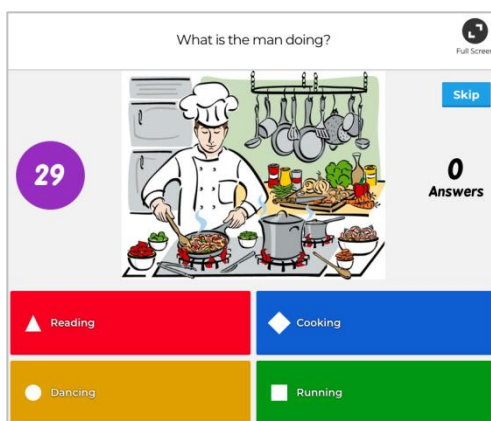 What is the man doing?
Full Screen
Skip
29
0
Answers
Reading
Cooking
Dancing
Running